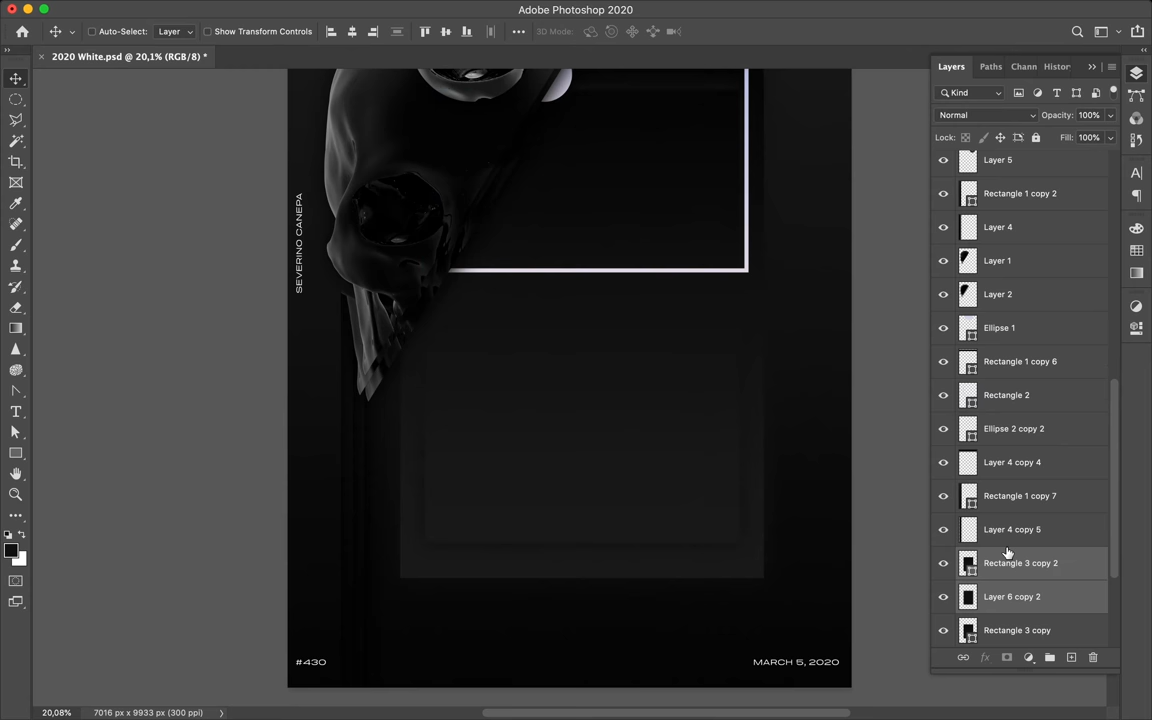 Adobe Photoshop 2020
Auto-Select:
Layer
Show Transform Controls
3D Mode:
2020 White.psd @ 20,1% (RGB/8) *
Layers
Paths
Chann
Histor
Kind
Normal
Opacity: 100%
Lock:
Fill: 100%
Layer 5
Rectangle 1 copy 2
Layer 4
Layer 1
Layer 2
Ellipse 1
Rectangle 1 copy 6
Rectangle 2
Ellipse 2 copy 2
Layer 4 copy 4
Rectangle 1 copy 7
Layer 4 copy 5
Rectangle 3 copy 2
Layer 6 copy 2
Rectangle 3 copy
SEVERINO CANEPA
#430
MARCH 5, 2020
20,08%
7016 px x 9933 px (300 ppi)